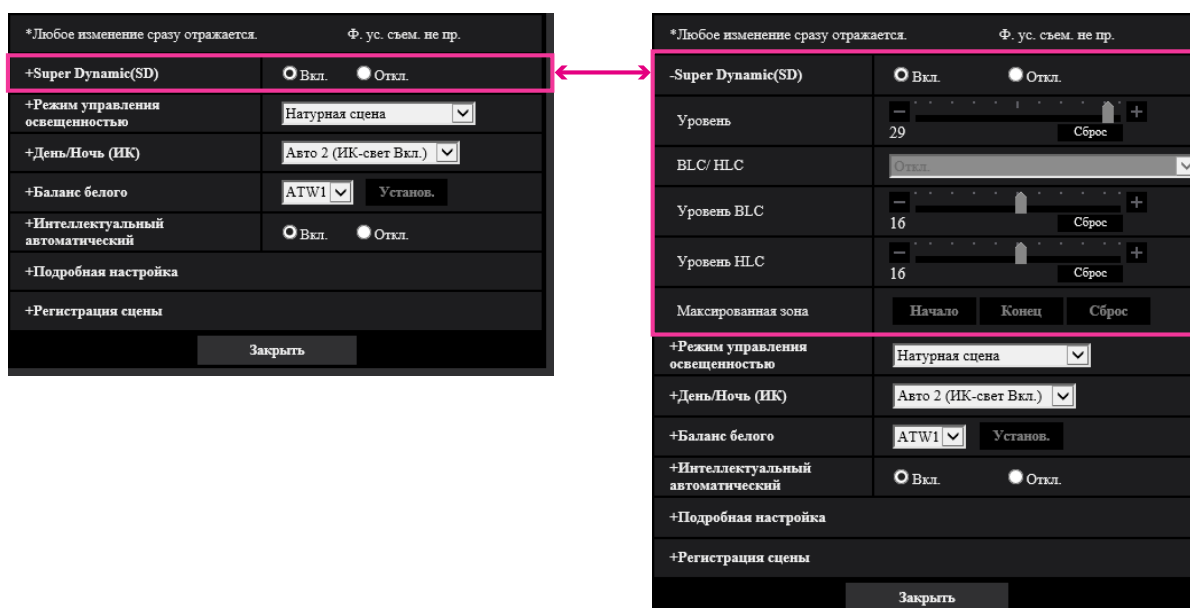 *Любое изменение сразу отражается. Ф. ус. съем. не пр.
+Super Dynamic(SD) Вкл. Откл.
+Режим управления
освещенностью
Натурная сцена
+День/Ночь (ИК) Авто 2 (ИК-свет Вкл.)
+Баланс белого ATW1 Установ.
+Интеллектуальный
автоматический
Вкл. Откл.
+Подробная настройка
+Регистрация сцены
Закрыть
*Любое изменение сразу отражается. Ф. ус. съем. не пр.
-Super Dynamic(SD) Вкл. Откл.
Уровень
29 Сброс
BLC/ HLC Откл.
Уровень BLC
16 Сброс
Уровень HLC
16 Сброс
Максированная зона Начало Конец Сброс
+Режим управления
освещенностью
Натурная сцена
+День/Ночь (ИК) Авто 2 (ИК-свет Вкл.)
+Баланс белого ATW1 Установ.
+Интеллектуальный
автоматический
Вкл. Откл.
+Подробная настройка
+Регистрация сцены
Закрыть